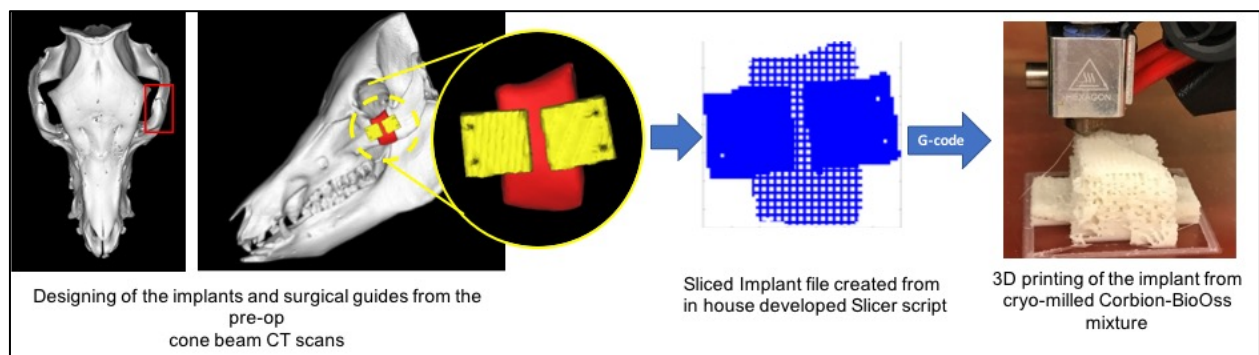 G-code
HEXAGON
Designing of the implants and surgical guides from the
pre-op
cone beam CT scans
Sliced Implant file created from
in house developed Slicer script
3D printing of the implant from
cryo-milled Corbion-BioOss
mixture